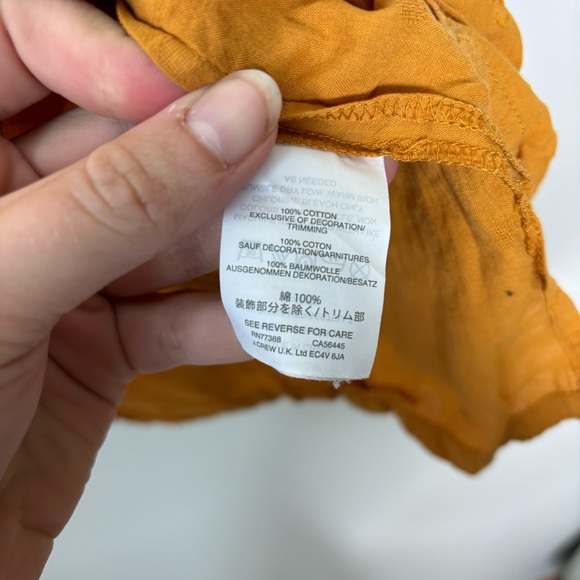 100% COTTON
EXCLUSIVE OF DECORATION/
TRIMMING
100% COTON
SAUF DÉCORATION/GARNITURES
100% BAUMWOLLE
AUSGENOMMEN DEKORATION/BESATZ
綿 100%
装飾部分を除く/トリム部
SEE REVERSE FOR CARE
RN77388 CA56445
J.CREW U.K. Ltd EC4V 6JA